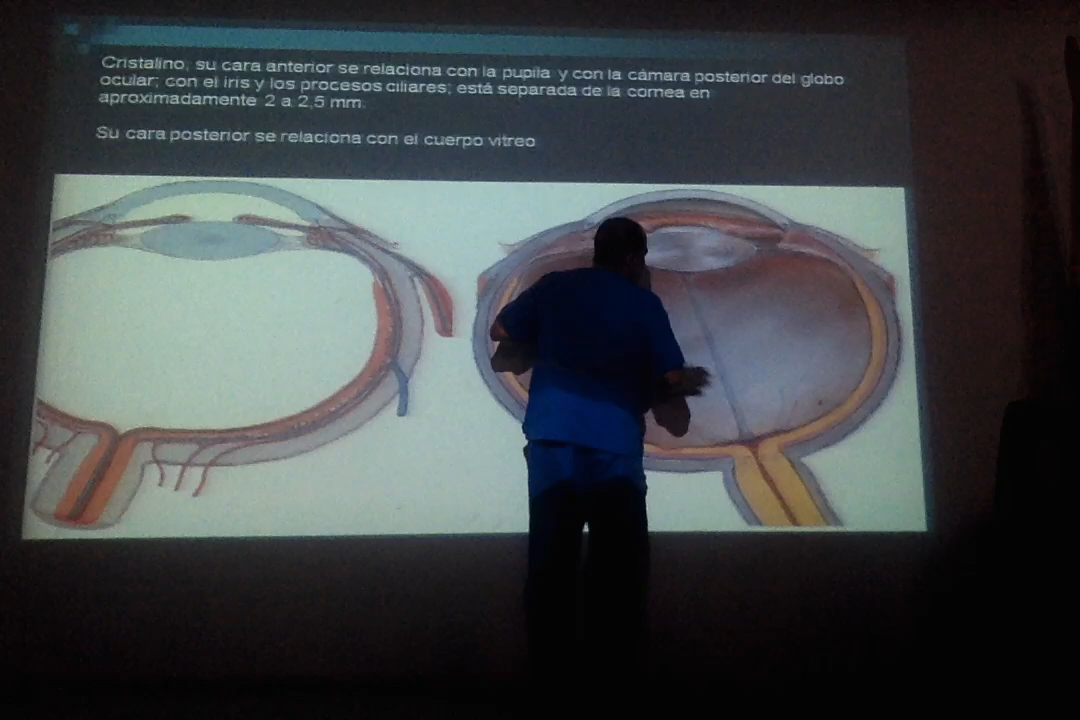 Cristalino, su cara anterior se relaciona con la pupila y con la cámara posterior del globo
ocular; con el iris y los procesos ciliares; está separada de la cornea en
aproximadamente 2 a 2,5 mm.
Su cara posterior se relaciona con el cuerpo vitreo